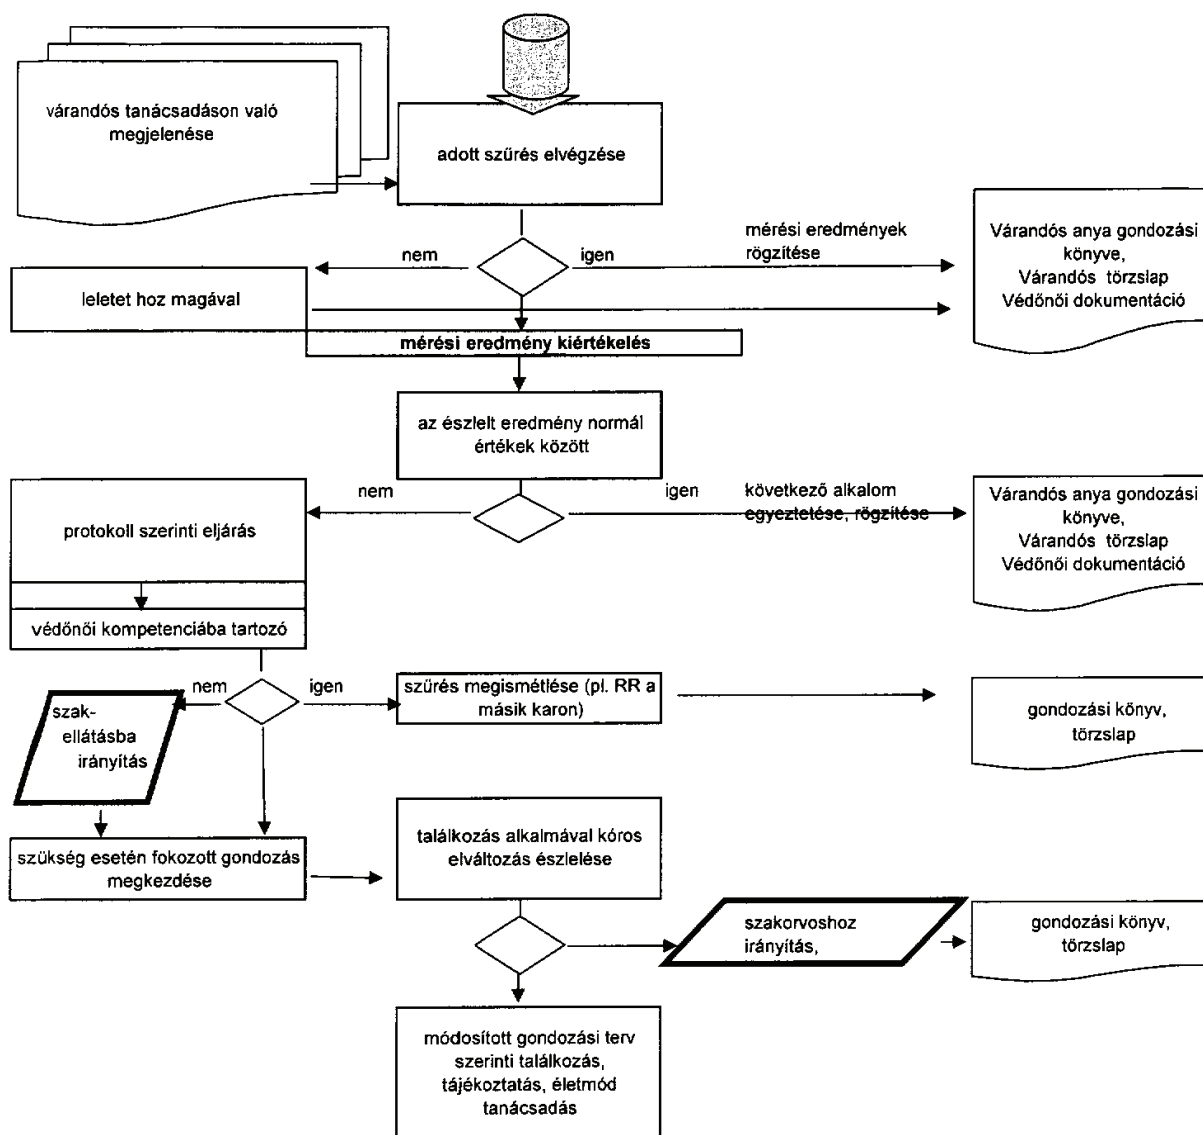 várandós tanácsadáson való
megjelenése
adott szűrés elvégzése
nem
igen
mérési eredmények
rögzítése
Várandós anya gondozási
könyve,
Várandós törzslap
Védőnői dokumentáció
leletet hoz magával
mérési eredmény kiértékelés
az észlelt eredmény normál
értékek között
nem
igen
következő alkalom
egyeztetése, rögzítése
Várandós anya gondozási
könyve,
Várandós törzslap
Védőnői dokumentáció
protokoll szerinti eljárás
védőnői kompetenciába tartozó
nem
igen
szűrés megismétlése (pl. RR a
másik karon)
gondozási könyv,
törzslap
szak-
ellátásba
irányítás
szükség esetén fokozott gondozás
megkezdése
találkozás alkalmával kóros
elváltozás észlelése
szakorvoshoz
irányítás,
gondozási könyv,
törzslap
módosított gondozási terv
szerinti találkozás,
tájékoztatás, életmód
tanácsadás